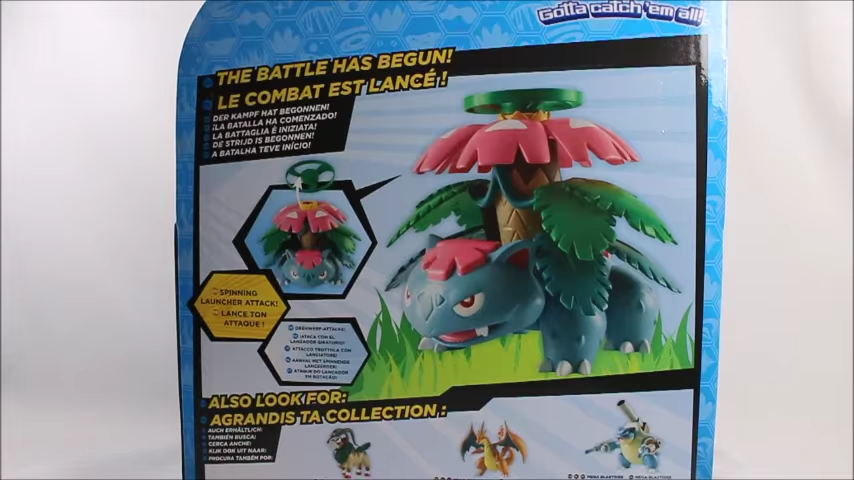 Gotta catch 'em all!
THE BATTLE HAS BEGUN!
LE COMBAT EST LANCÉ !
DER KAMPF HAT BEGONNEN!
¡LA BATALLA HA COMENZADO!
LA BATTAGLIA È INIZIATA!
DE STRIJD IS BEGONNEN!
A BATALHA TEVE INÍCIO!
SPINNING
LAUNCHER ATTACK!
LANCE TON
ATTAQUE !
DREHWERF-ATTACKE!
¡ATACA CON EL
LANZADOR GIRATORIO!
ATTACCO TROTTOLA CON
LANCIATORE!
AANVAL MET SPINNENDE
LANCEERDER!
ATAQUE DO LANÇADOR
EM ROTAÇÃO!
ALSO LOOK FOR:
AGRANDIS TA COLLECTION :
AUCH ERHÄLTLICH:
TAMBIÉN BUSCA:
CERCA ANCHE:
KIJK OOK UIT NAAR:
PROCURA TAMBÉM POR:
MEGA BLASTOISE